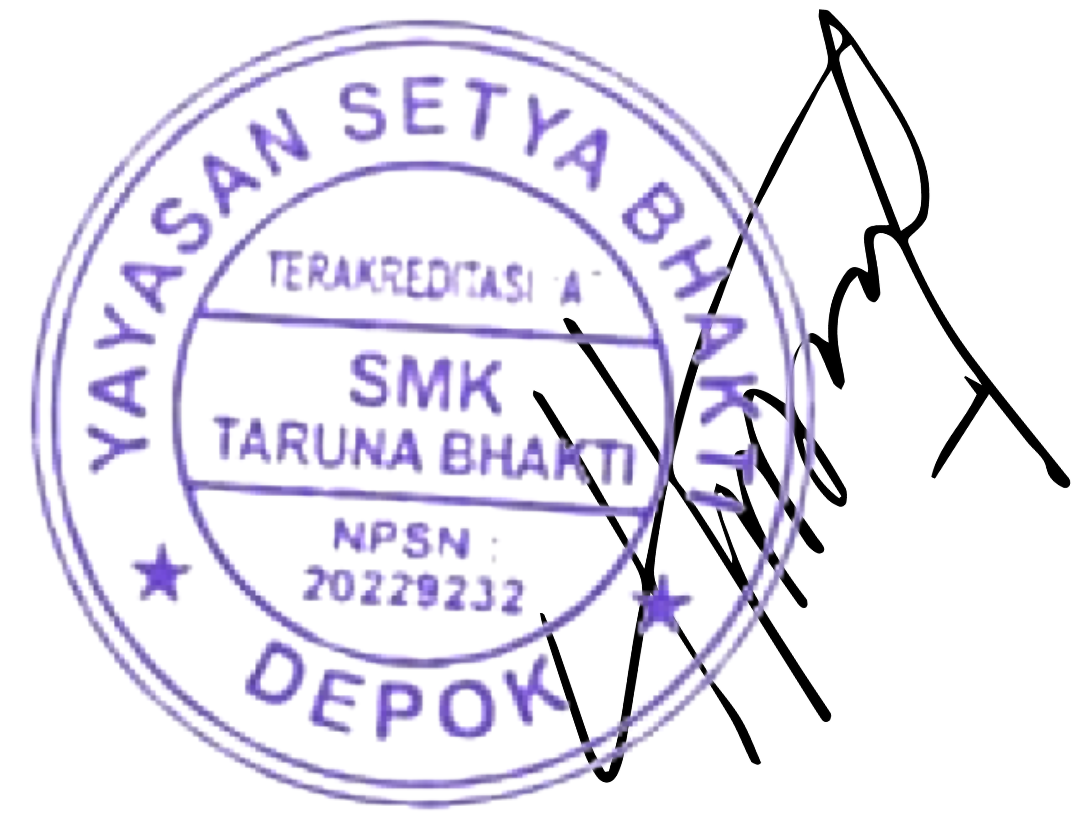 YAYASAN SETYA BHAKTI
TERAKREDITASI "A"
SMK
TARUNA BHAKTI
NPSN :
20229232
DEPOK